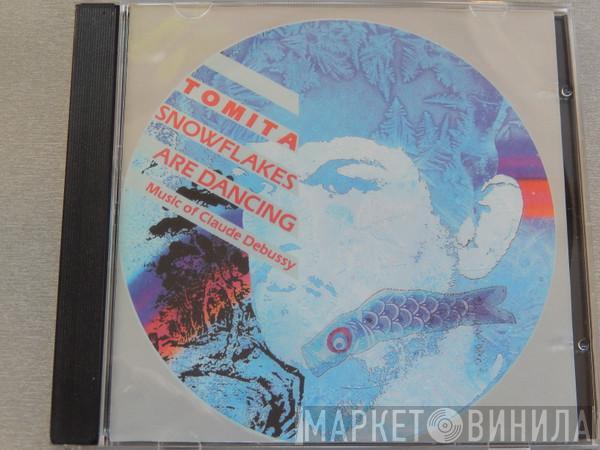 TOMITA
SNOWFLAKES
ARE DANCING
Music of Claude Debussy
МАРКЕТ ВИНИЛА